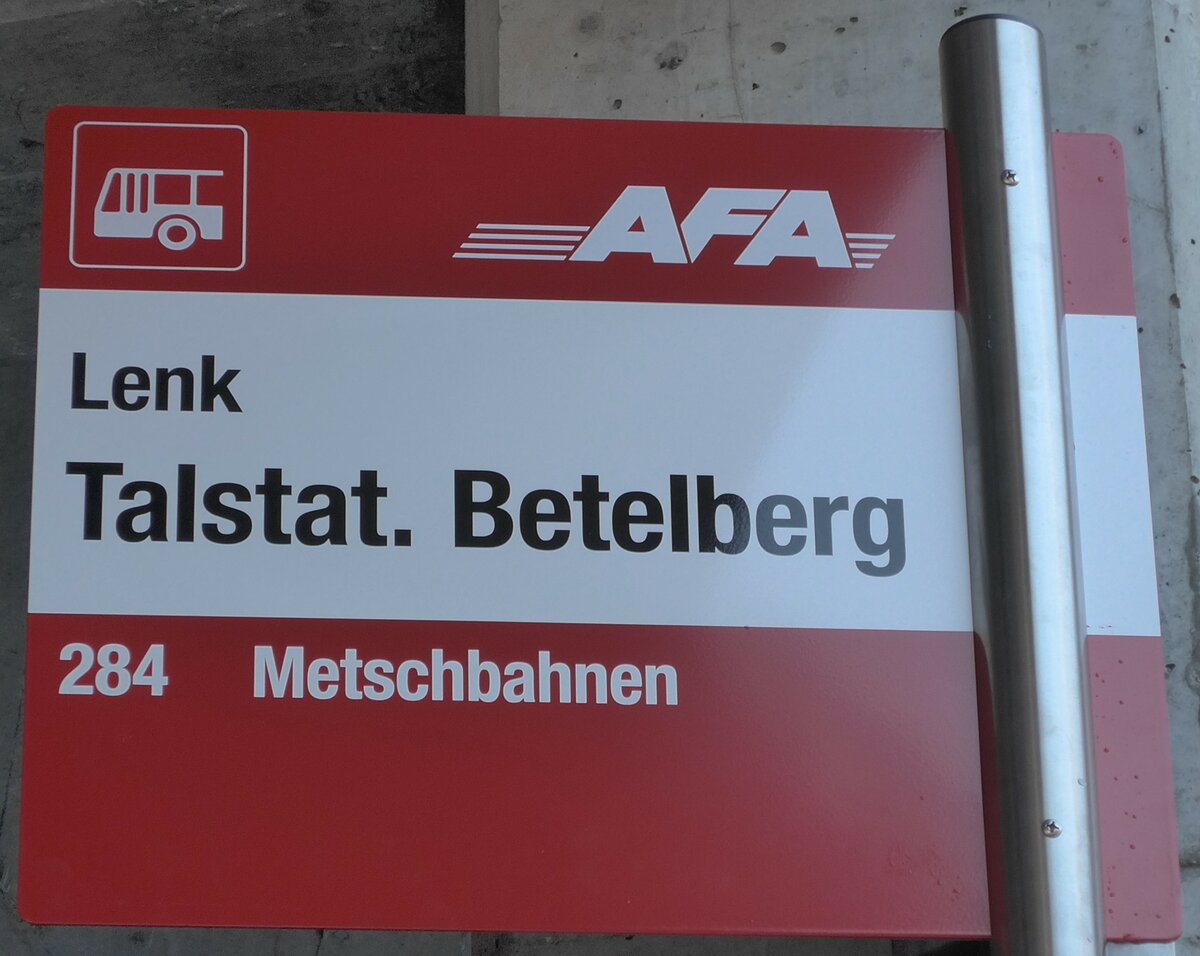 AFA
Lenk
Talstat. Betelberg
284 Metschbahnen